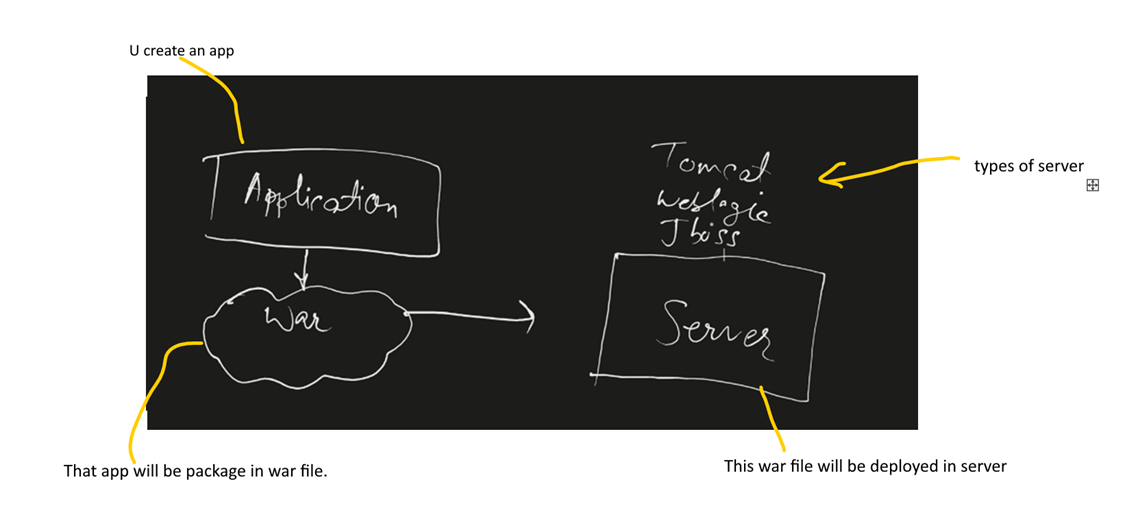 U create an app
Application
War
Tomcat
Weblogic
Jboss
types of server
Server
That app will be package in war file.
This war file will be deployed in server